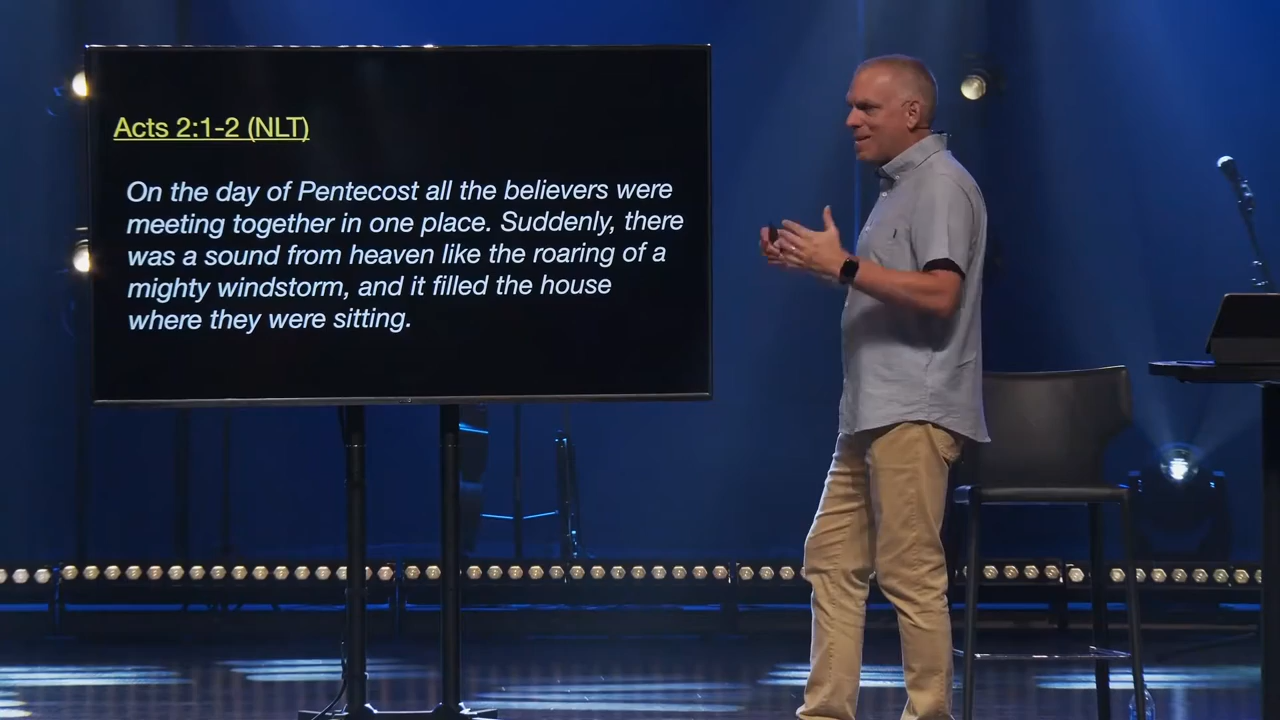 Acts 2:1-2 (NLT)
On the day of Pentecost all the believers were
meeting together in one place. Suddenly, there
was a sound from heaven like the roaring of a
mighty windstorm, and it filled the house
where they were sitting.